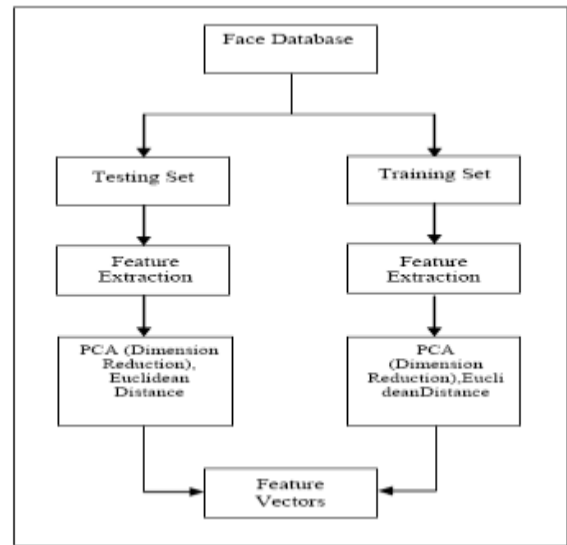 Face Database
Testing Set
Training Set
Feature
Extraction
Feature
Extraction
PCA (Dimension
Reduction),
Euclidean
Distance
PCA
(Dimension
Reduction),Eucli
deanDistance
Feature
Vectors